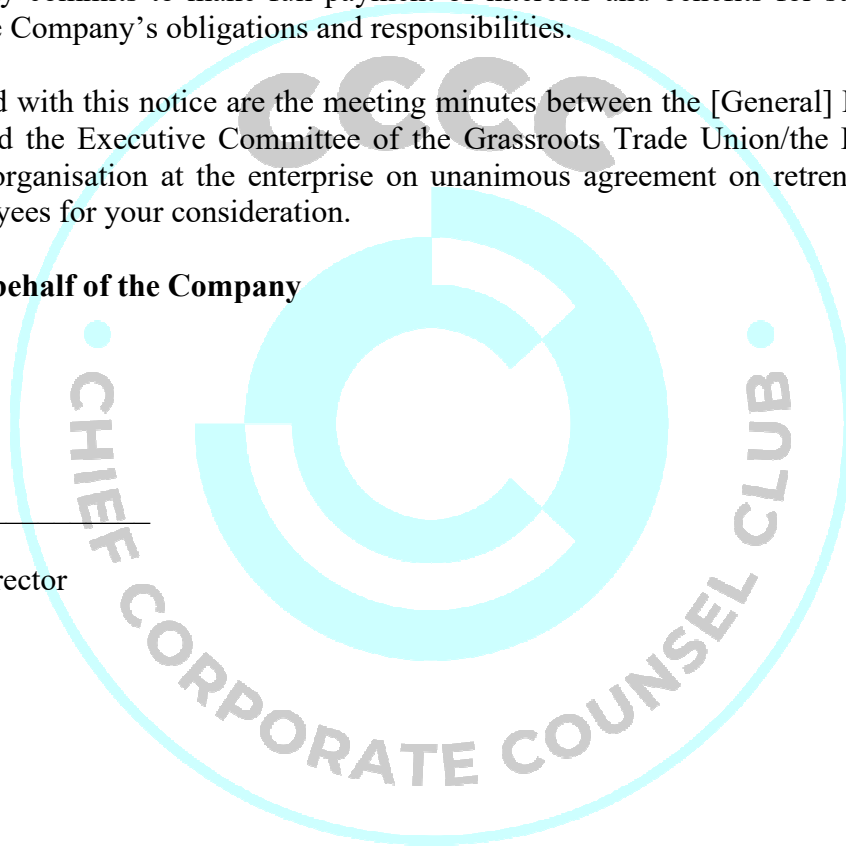 y commits to make full payment of interests and benefits for
e Company's obligations and responsibilities.
d with this notice are the meeting minutes between the [General]
d the Executive Committee of the Grassroots Trade Union/the
organisation at the enterprise on unanimous agreement on retren
yees for your consideration.
behalf of the Company
rector
CCCC
CHIEF CORPORATE COUNSEL CLUB